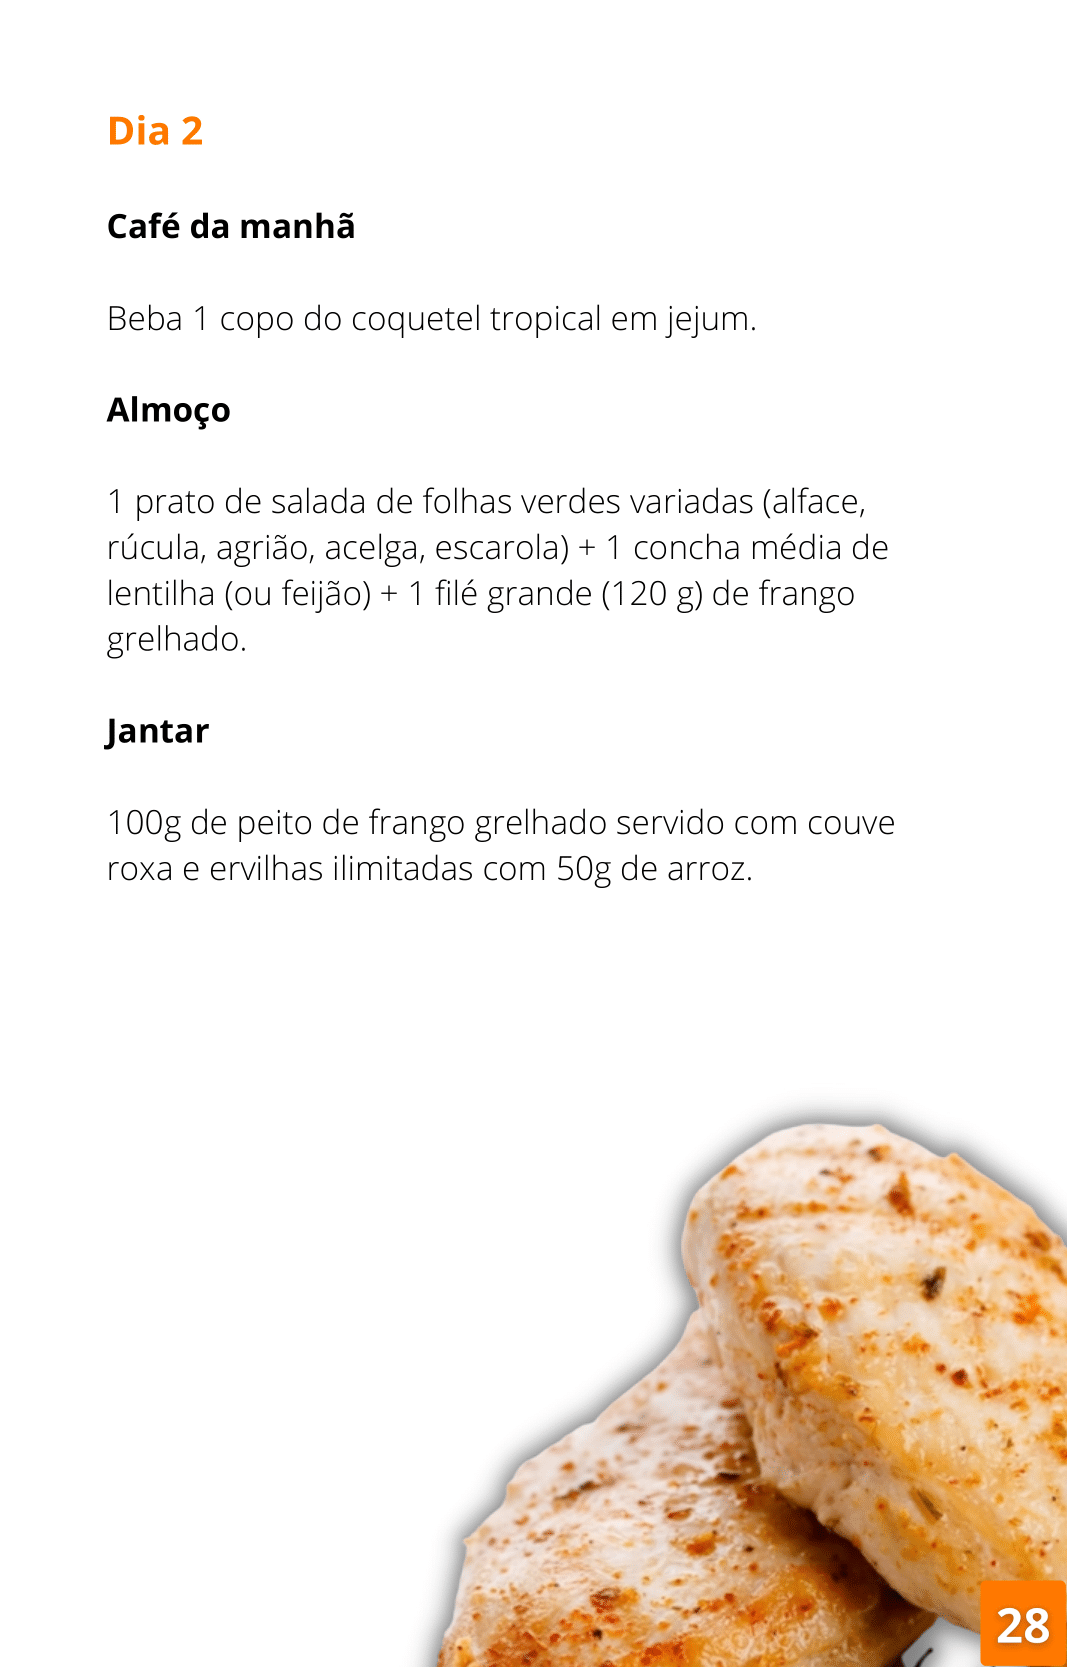 Dia 2
Café da manhã
Beba 1 copo do coquetel tropical em jejum.
Almoço
1 prato de salada de folhas verdes variadas (alface,
rúcula, agrião, acelga, escarola) + 1 concha média de
lentilha (ou feijão) + 1 filé grande (120 g) de frango
grelhado.
Jantar
100g de peito de frango grelhado servido com couve
roxa e ervilhas ilimitadas com 50g de arroz.
28